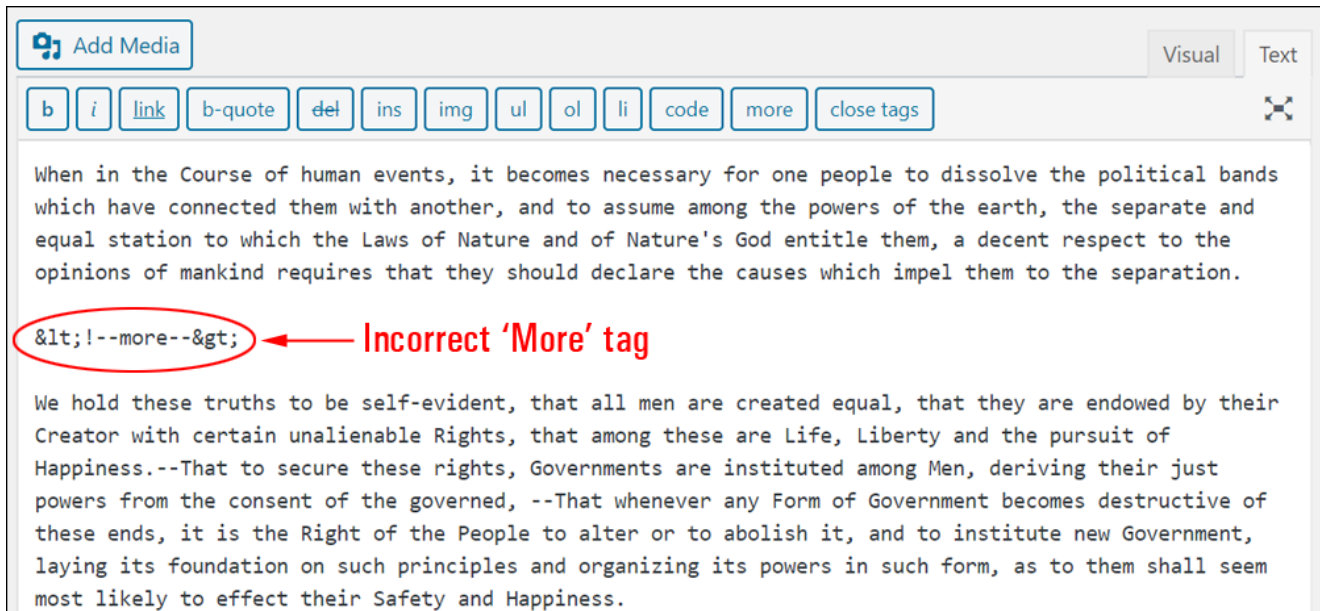 Add Media
Visual Text
b i link b-quote del ins img ul ol li code more close tags
When in the Course of human events, it becomes necessary for one people to dissolve the political bands
which have connected them with another, and to assume among the powers of the earth, the separate and
equal station to which the Laws of Nature and of Nature's God entitle them, a decent respect to the
opinions of mankind requires that they should declare the causes which impel them to the separation.
&lt;!--more--&gt; Incorrect ‘More’ tag
We hold these truths to be self-evident, that all men are created equal, that they are endowed by their
Creator with certain unalienable Rights, that among these are Life, Liberty and the pursuit of
Happiness.--That to secure these rights, Governments are instituted among Men, deriving their just
powers from the consent of the governed, --That whenever any Form of Government becomes destructive of
these ends, it is the Right of the People to alter or to abolish it, and to institute new Government,
laying its foundation on such principles and organizing its powers in such form, as to them shall seem
most likely to effect their Safety and Happiness.